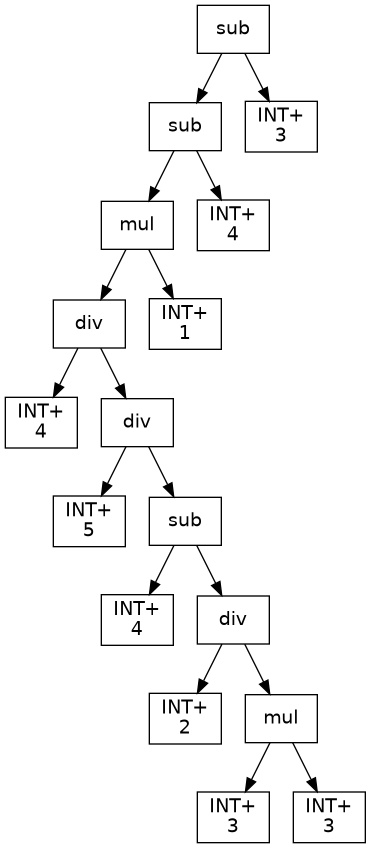 sub
sub
INT+
3
mul
INT+
4
div
INT+
1
INT+
4
div
INT+
5
sub
INT+
4
div
INT+
2
mul
INT+
3
INT+
3